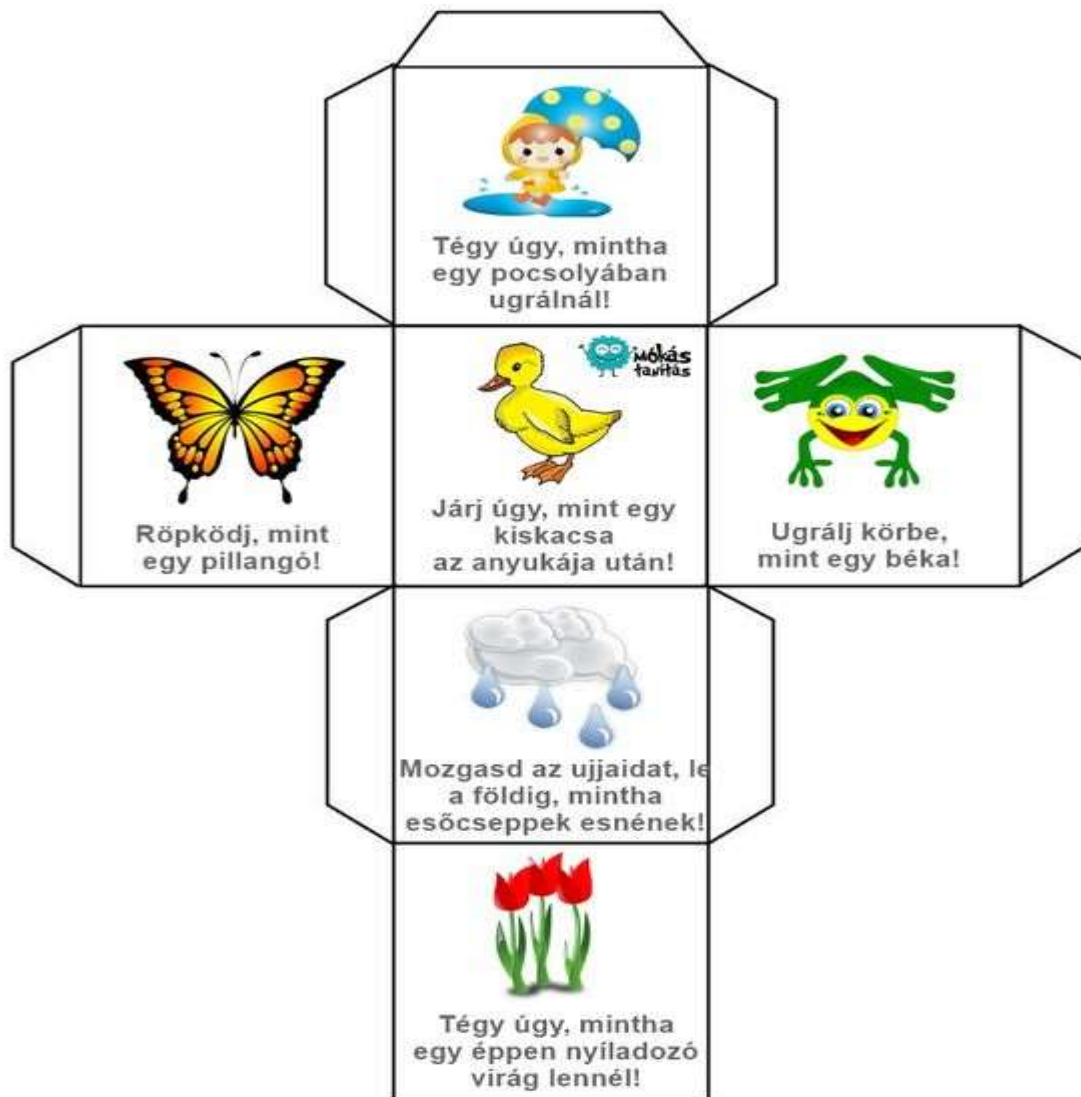 Tégy úgy, mintha
egy pocsolyában
ugrálnál!
Röpködj, mint
egy pillangó!
mókás
tanítás
Járj úgy, mint egy
kiskacsa
az anyukája után!
Ugrálj körbe,
mint egy béka!
Mozgasd az ujjaidat, le
a földig, mintha
esőcseppek esnének!
Tégy úgy, mintha
egy éppen nyíladozó
virág lennél!